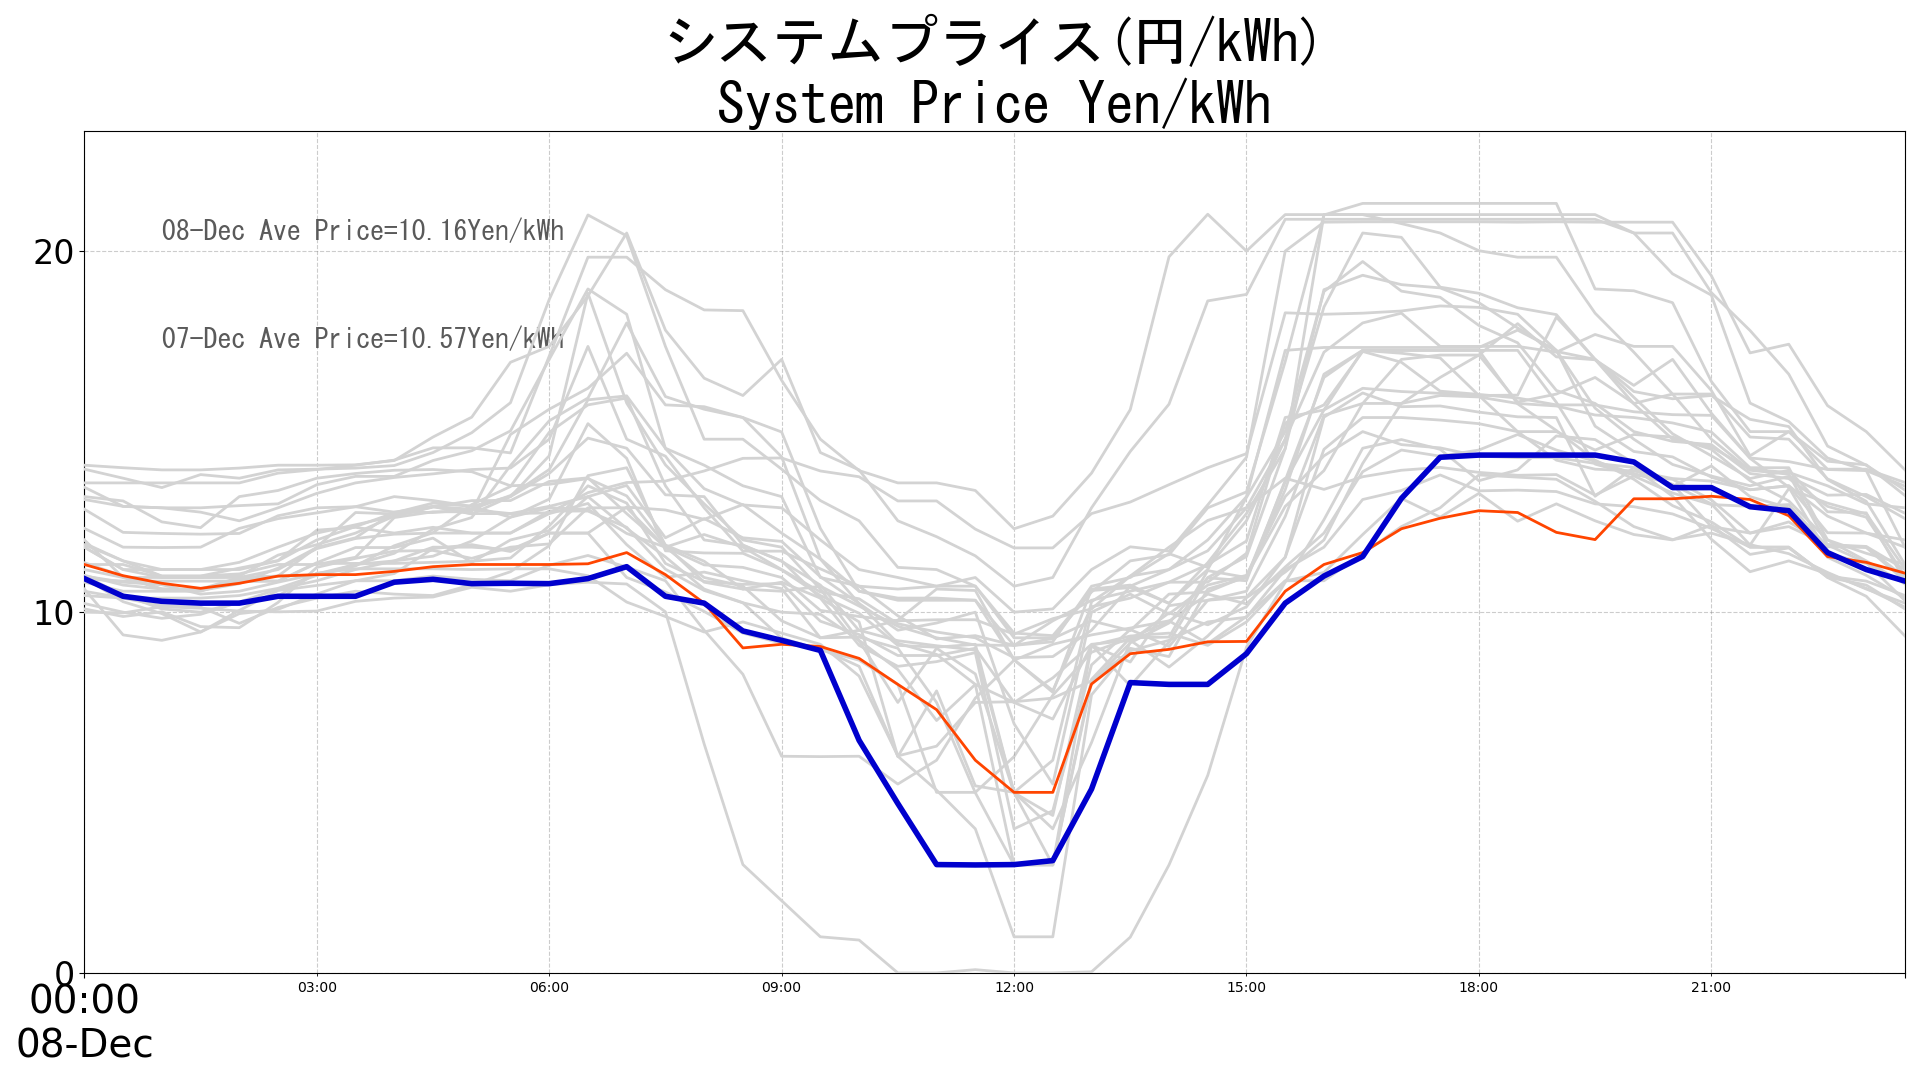 システムプライス(円/kWh)
System Price Yen/kWh
08-Dec Ave Price=10.16Yen/kWh
07-Dec Ave Price=10.57Yen/kWh
20
10
0
00:00
03:00
06:00
09:00
12:00
15:00
18:00
21:00
08-Dec